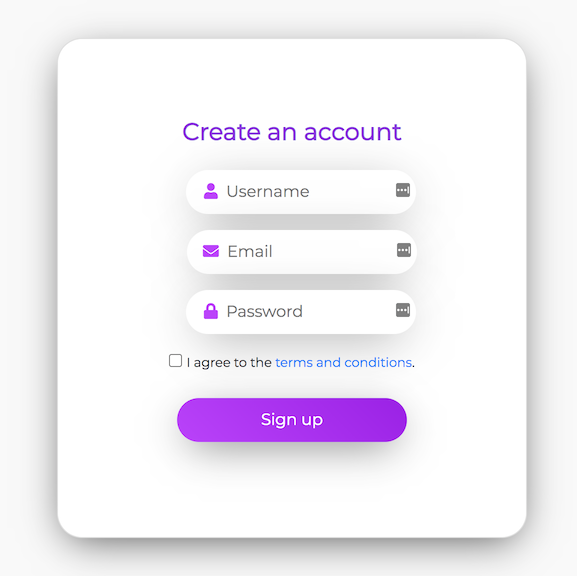 Create an account
Username
Email
Password
I agree to the terms and conditions.
Sign up